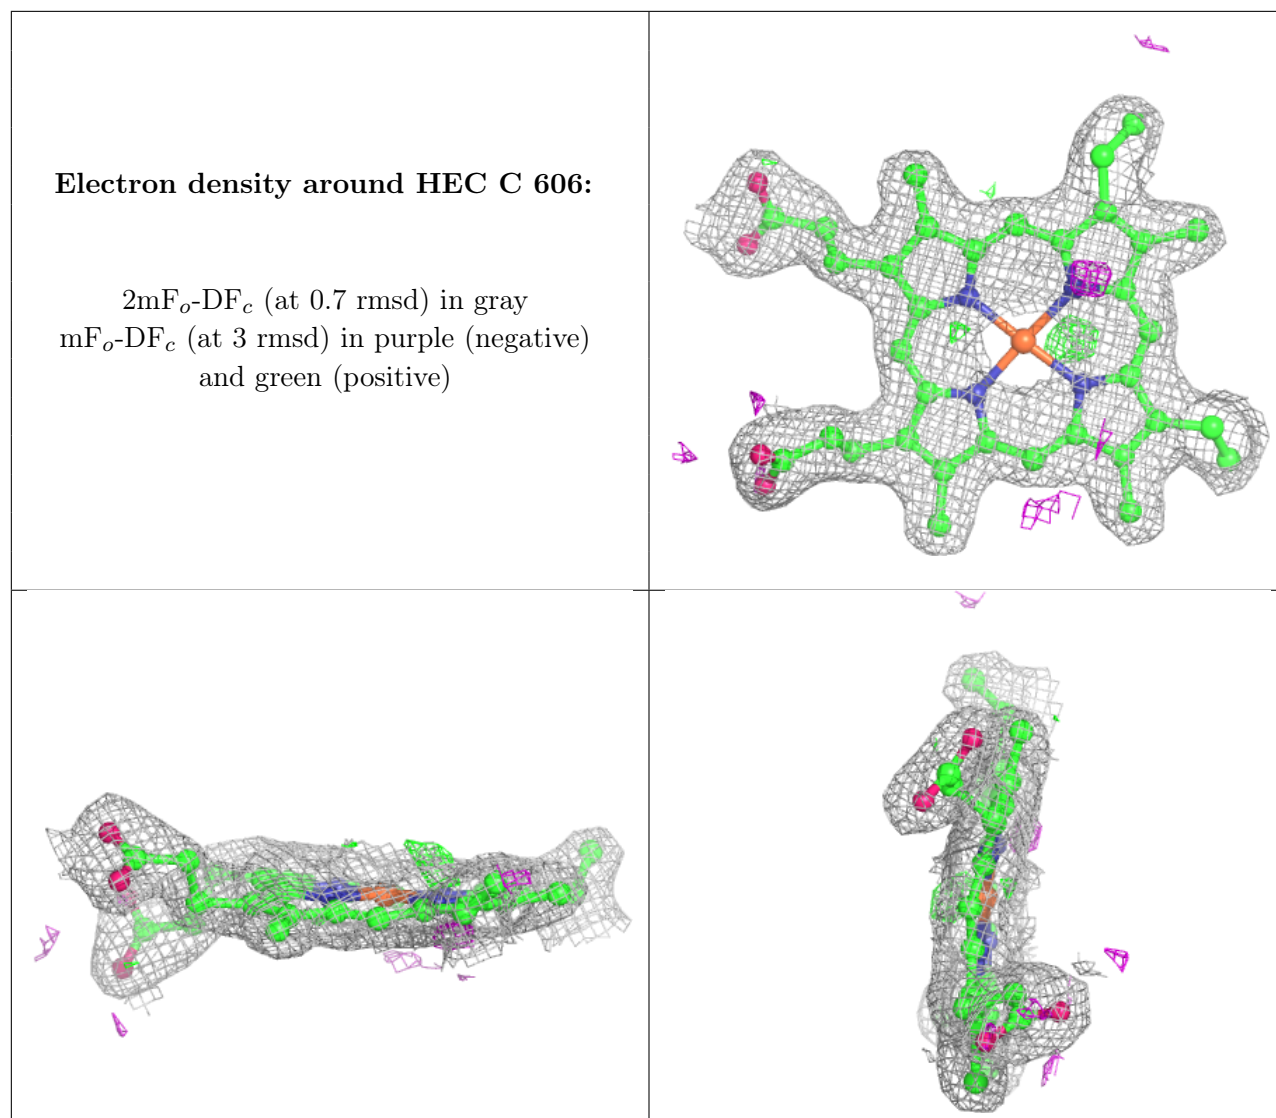 Electron density around HEC C 606:
2mFo-DFc (at 0.7 rmsd) in gray
mFo-DFc (at 3 rmsd) in purple (negative)
and green (positive)